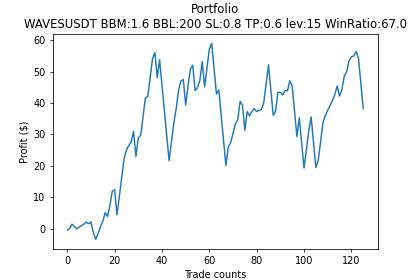 Portfolio
WAVESUSDT BBM:1.6 BBL:200 SL:0.8 TP:0.6 lev:15 WinRatio:67.0
60
50
40
30
20
10
0
Profit ($)
0 20 40 60 80 100 120
Trade counts